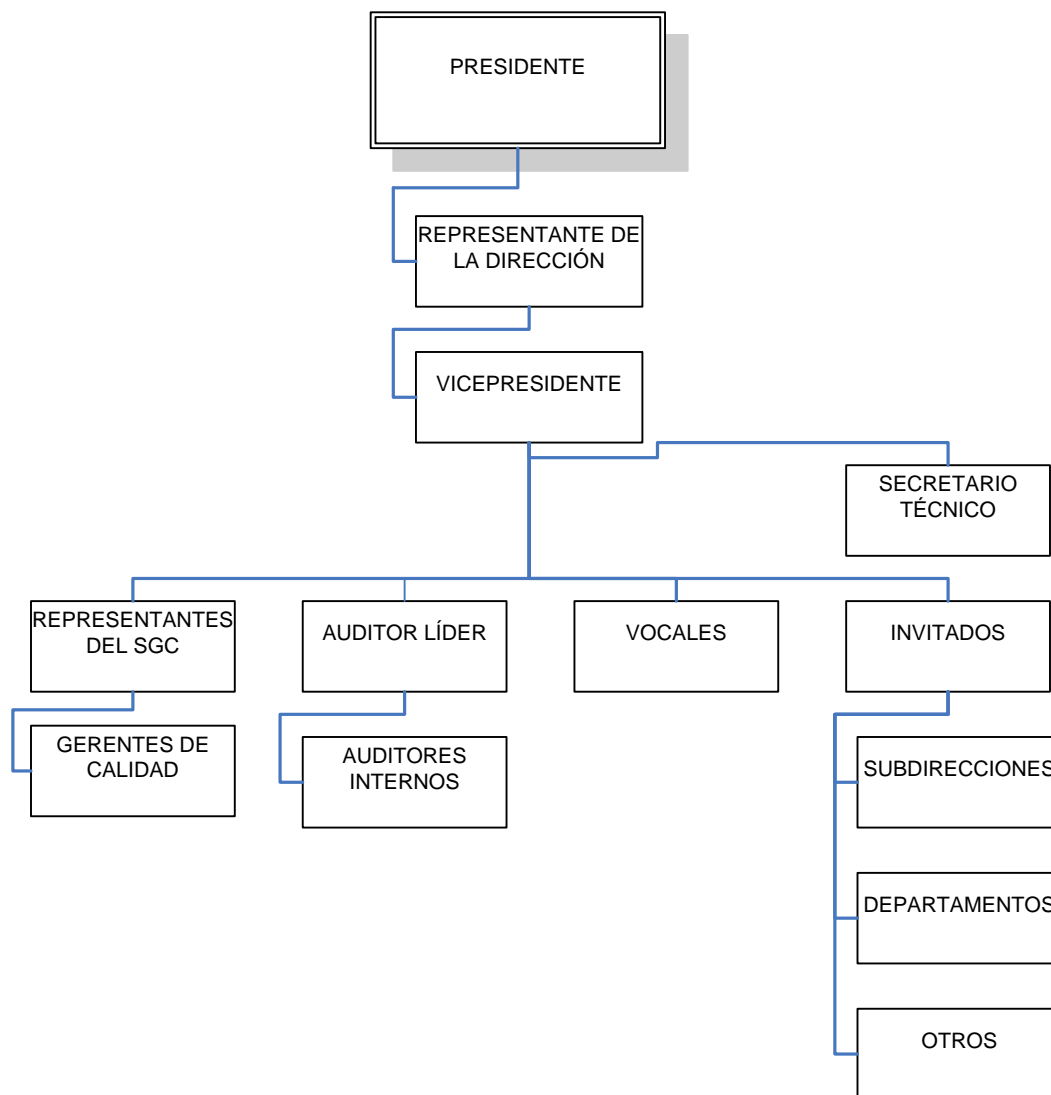 PRESIDENTE
REPRESENTANTE DE
LA DIRECCIÓN
VICEPRESIDENTE
SECRETARIO
TÉCNICO
REPRESENTANTES
DEL SGC
AUDITOR LÍDER
VOCALES
INVITADOS
GERENTES DE
CALIDAD
AUDITORES
INTERNOS
SUBDIRECCIONES
DEPARTAMENTOS
OTROS